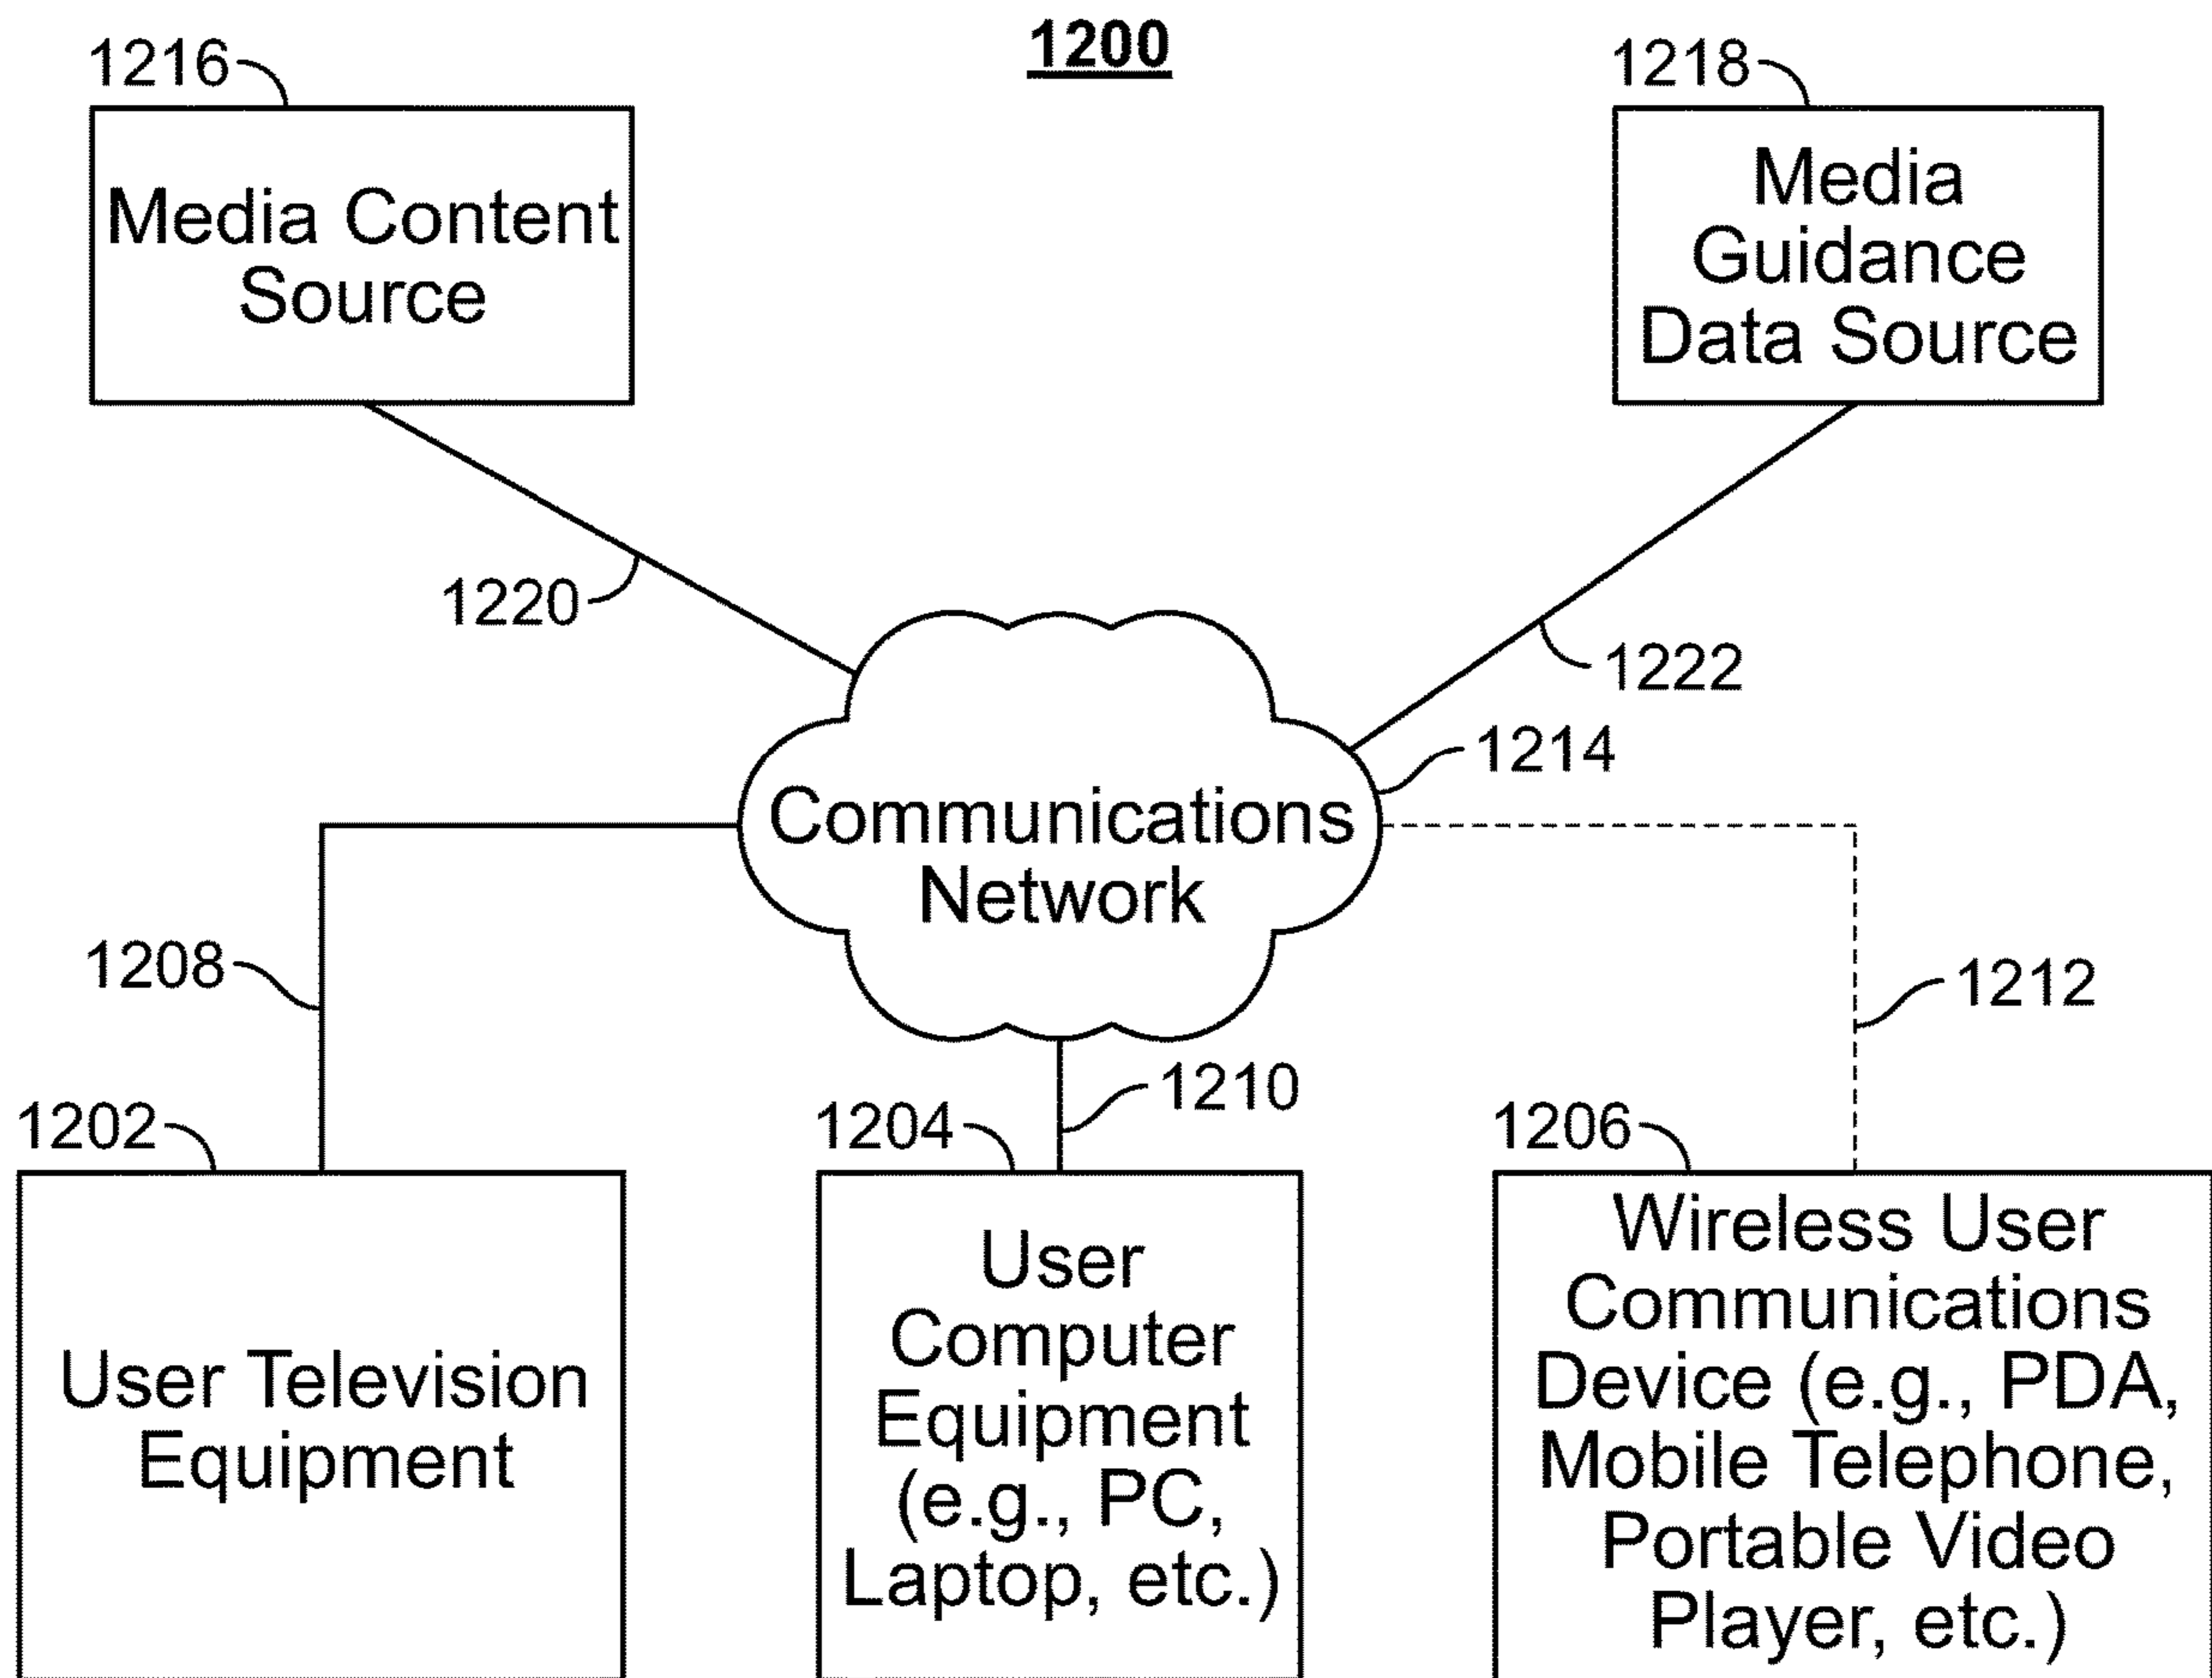 1200
1216
1218
Media Content
Source
Media
Guidance
Data Source
1220
1222
1214
Communications
Network
1208
1212
1210
1202
1204
1206
User Television
Equipment
User
Computer
Equipment
(e.g., PC,
Laptop, etc.)
Wireless User
Communications
Device (e.g., PDA,
Mobile Telephone,
Portable Video
Player, etc.)